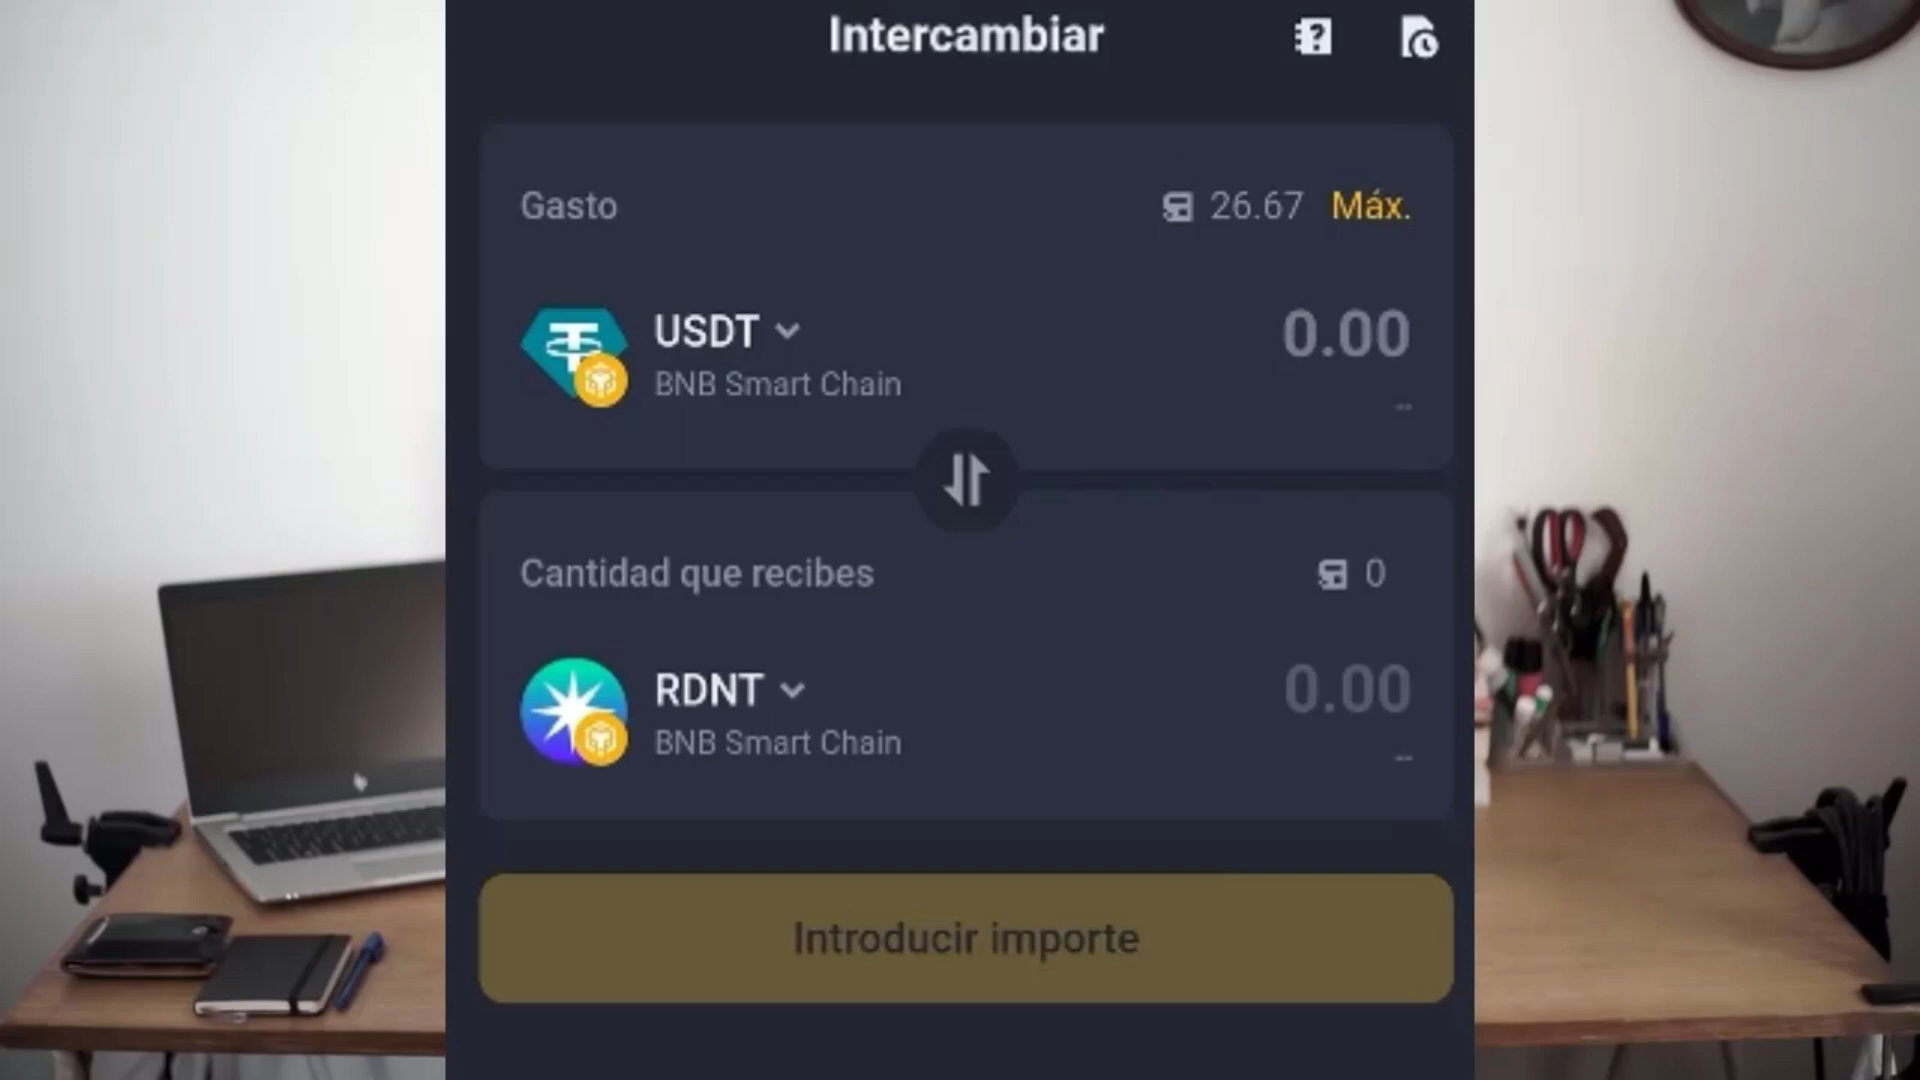 Intercambiar
Gasto
26.67 Máx.
USDT
0.00
BNB Smart Chain
--
Cantidad que recibes
0
RDNT
0.00
BNB Smart Chain
--
Introducir importe